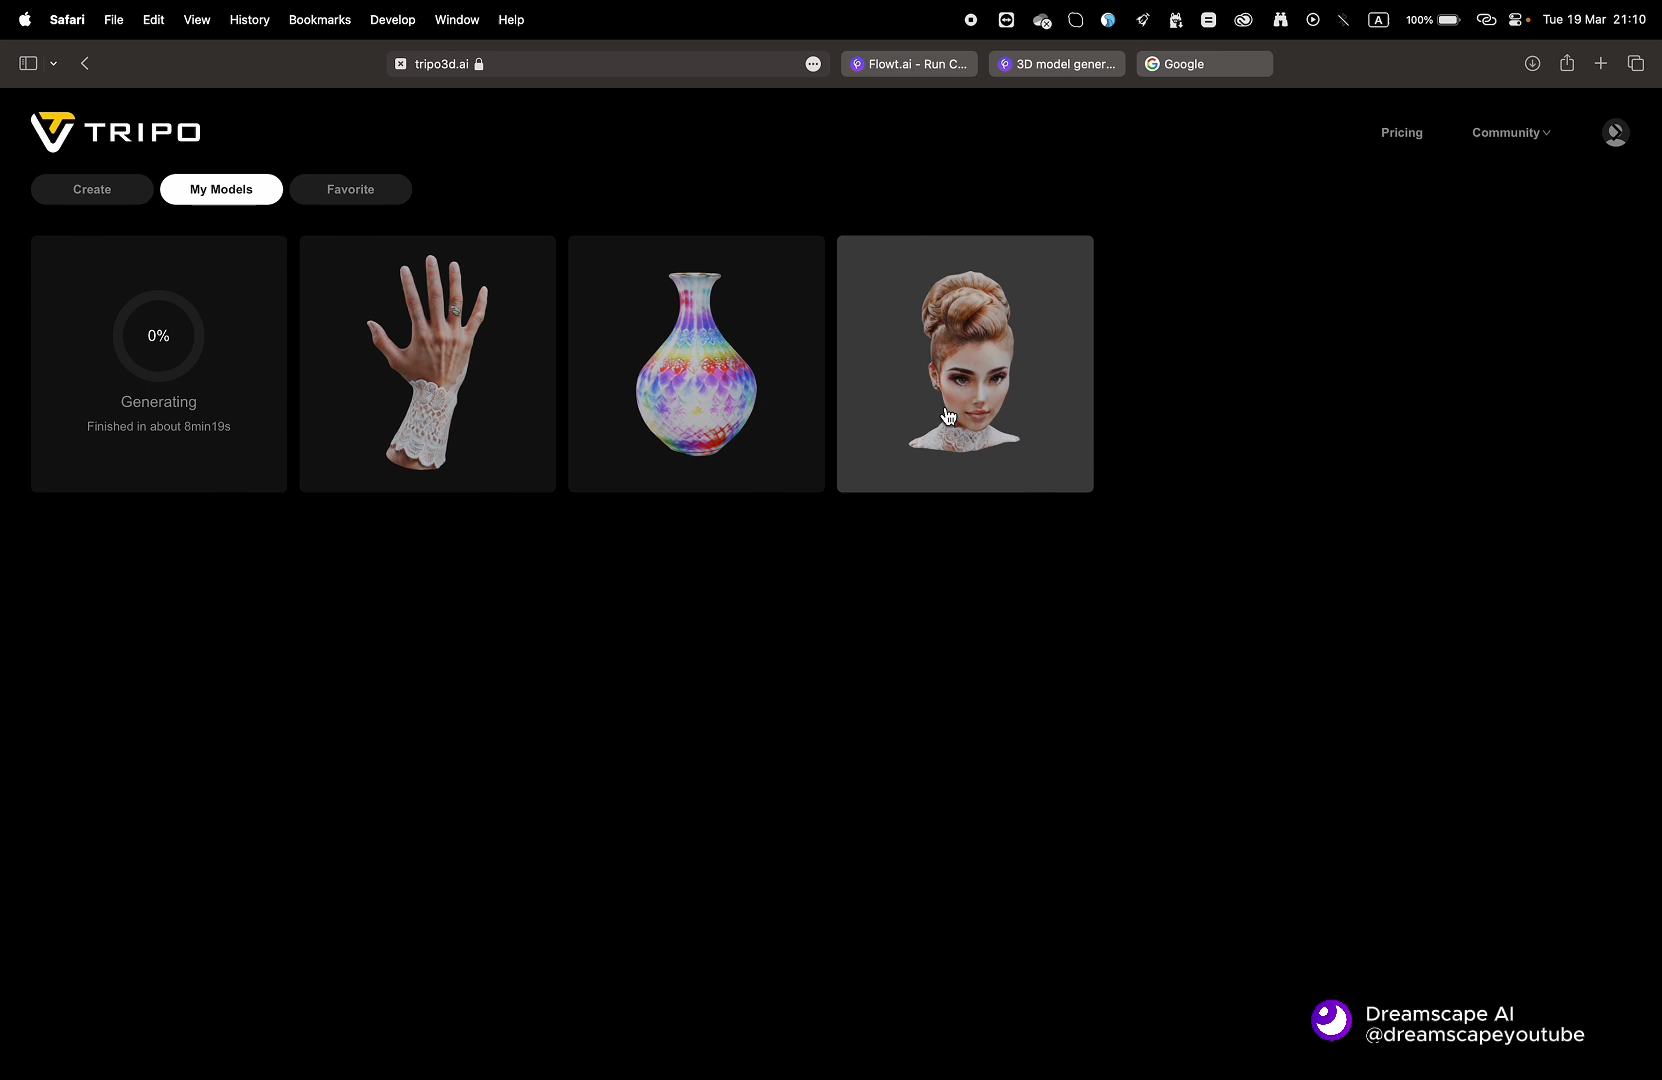 Safari File Edit View History Bookmarks Develop Window Help A 100% Tue 19 Mar 21:10
tripo3d.ai Flowt.ai - Run C... 3D model gener... Google
TRIPO
Pricing Community
Create My Models Favorite
0%
Generating
Finished in about 8min19s
Dreamscape AI
@dreamscapeyoutube